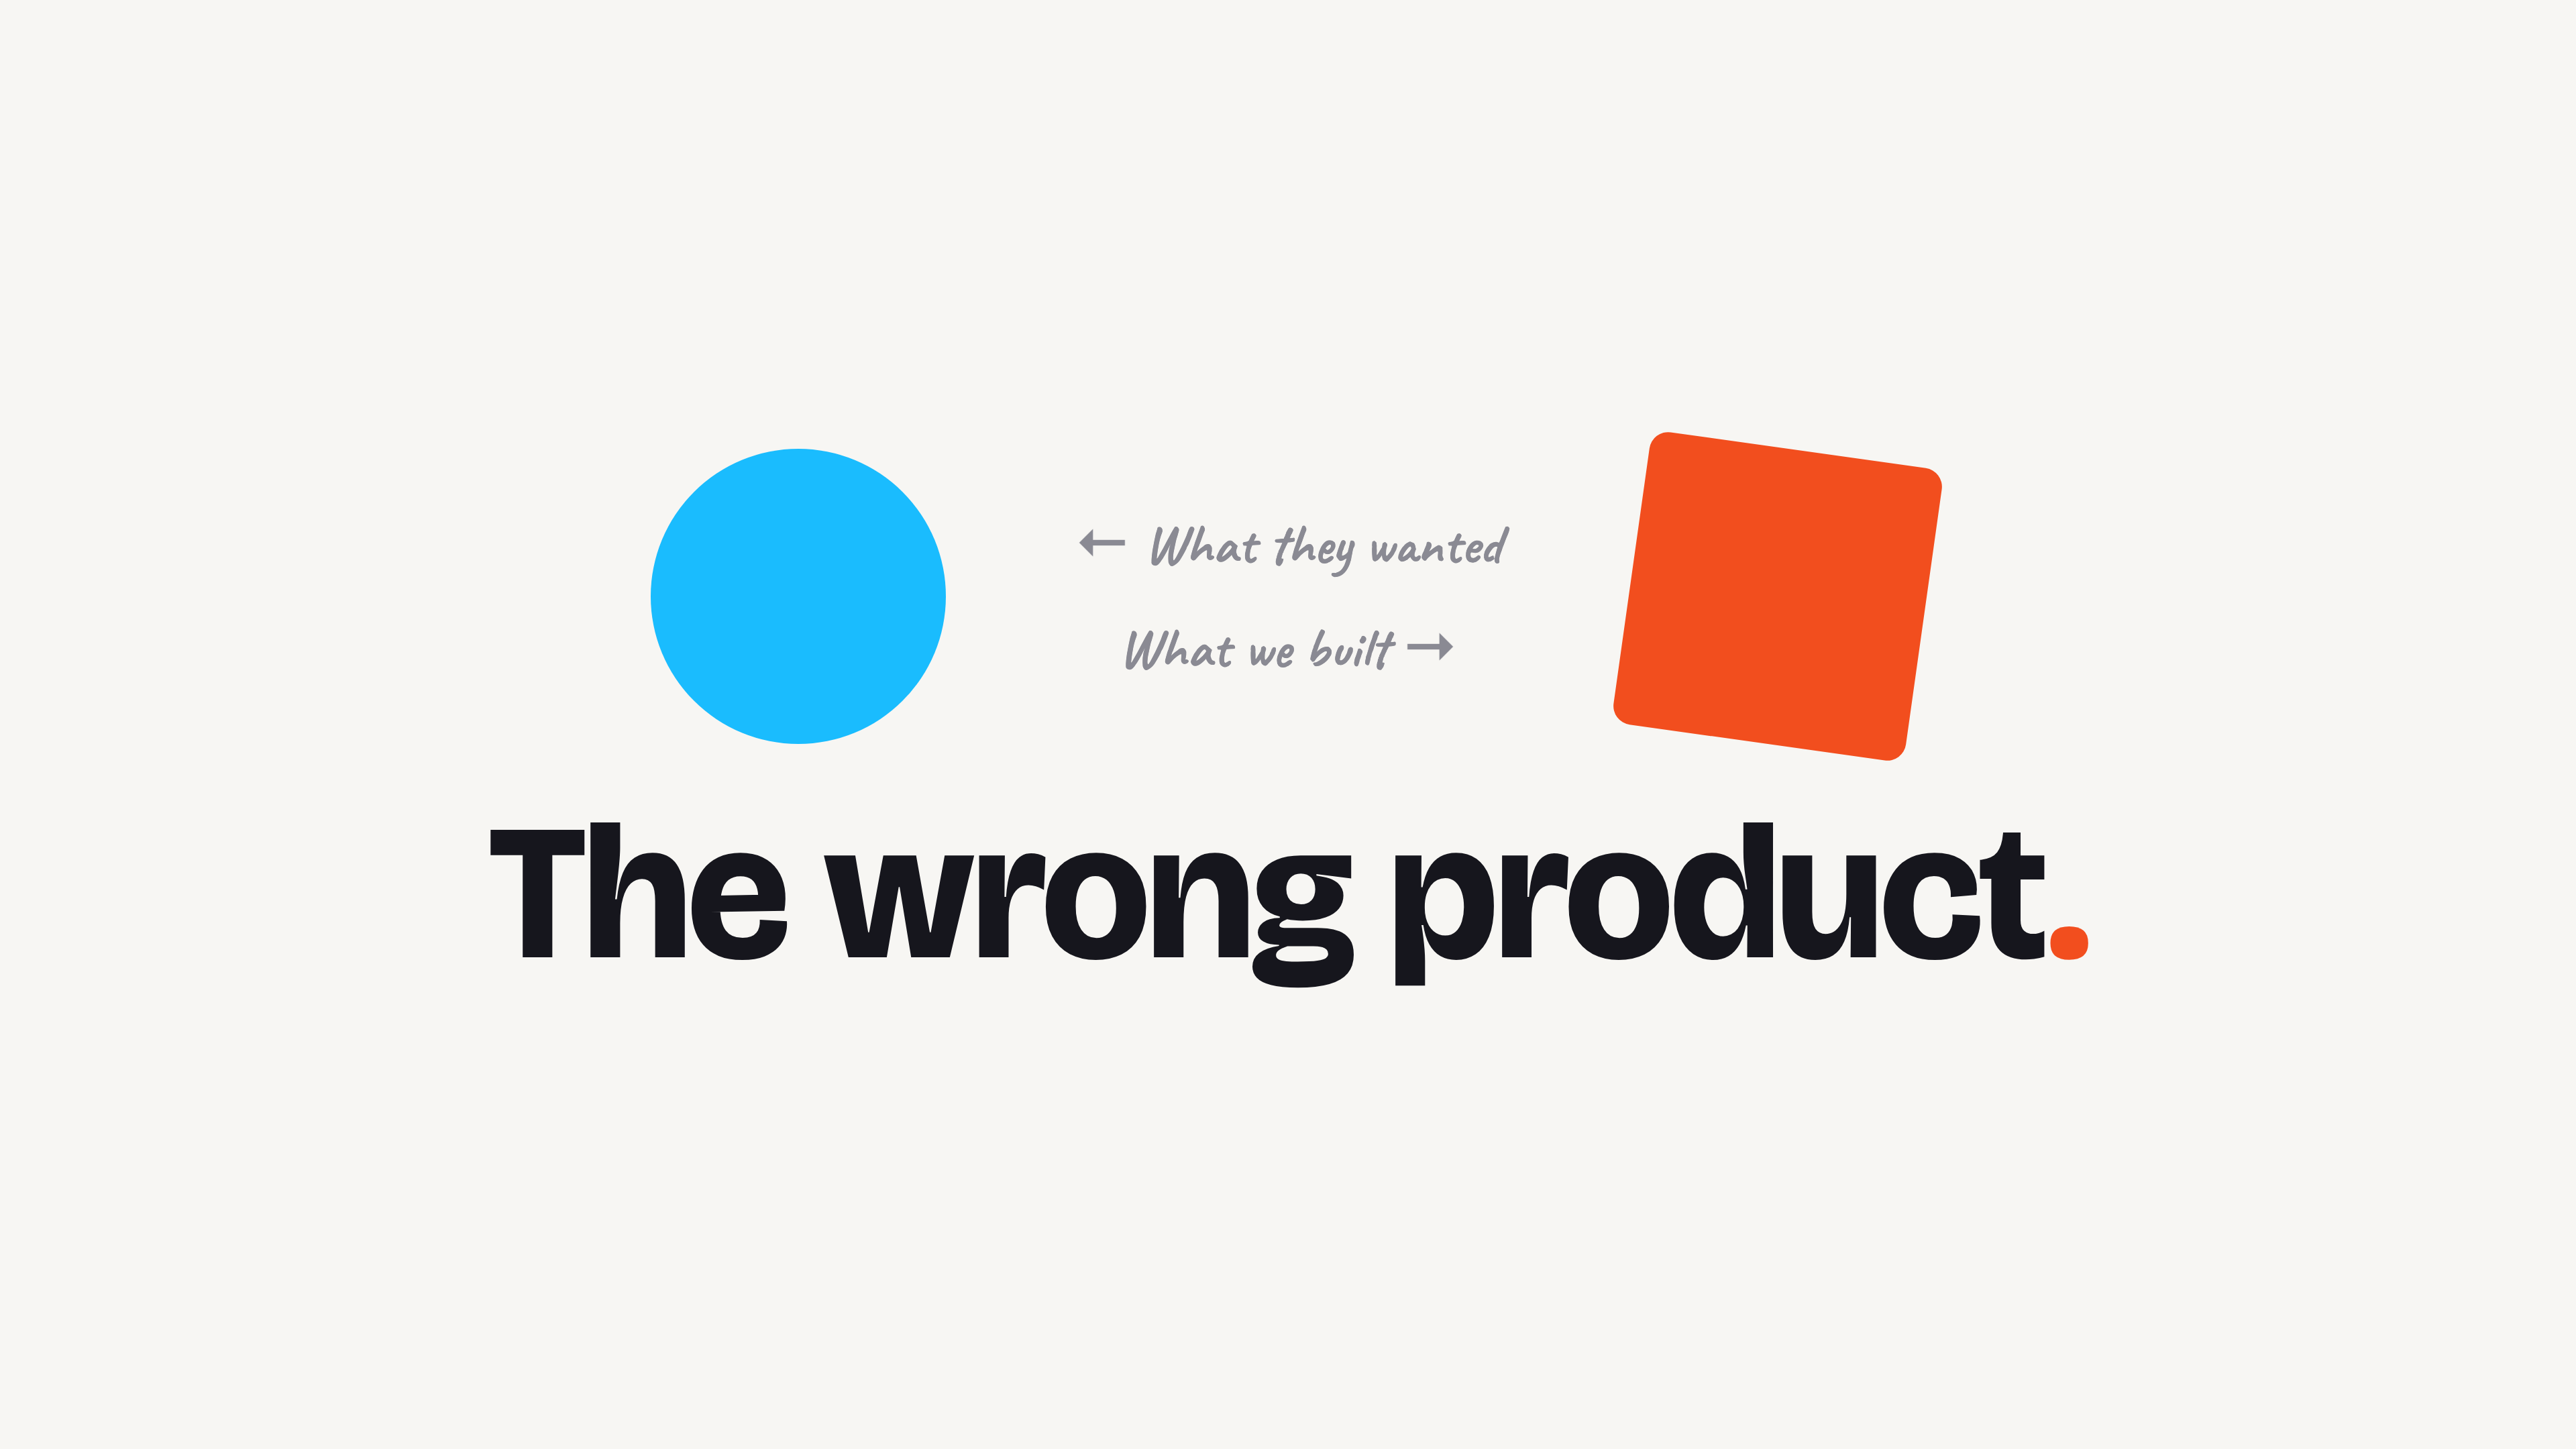 ← What they wanted
What we built →
The wrong product.